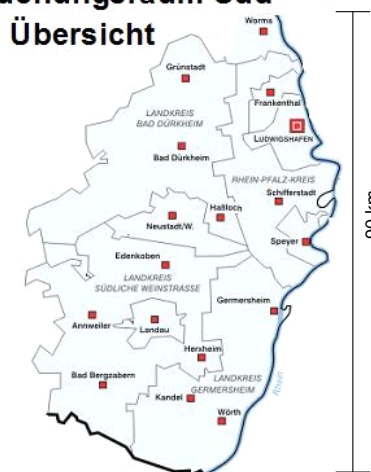 Übersicht
Worms
Grünstadt
Frankenthal
LANDKREIS
BAD DÜRKHEIM
LUDWIGSHAFEN
Bad Dürkheim
RHEIN-PFALZ-KREIS
Schifferstadt
Haßloch
Neustadt/W.
Speyer
Edenkoben
LANDKREIS
SÜDLICHE WEINSTRASSE
Germersheim
Annweiler
Landau
Herxheim
Bad Bergzabern
LANDKREIS
GERMERSHEIM
Rhein
Kandel
Wörth